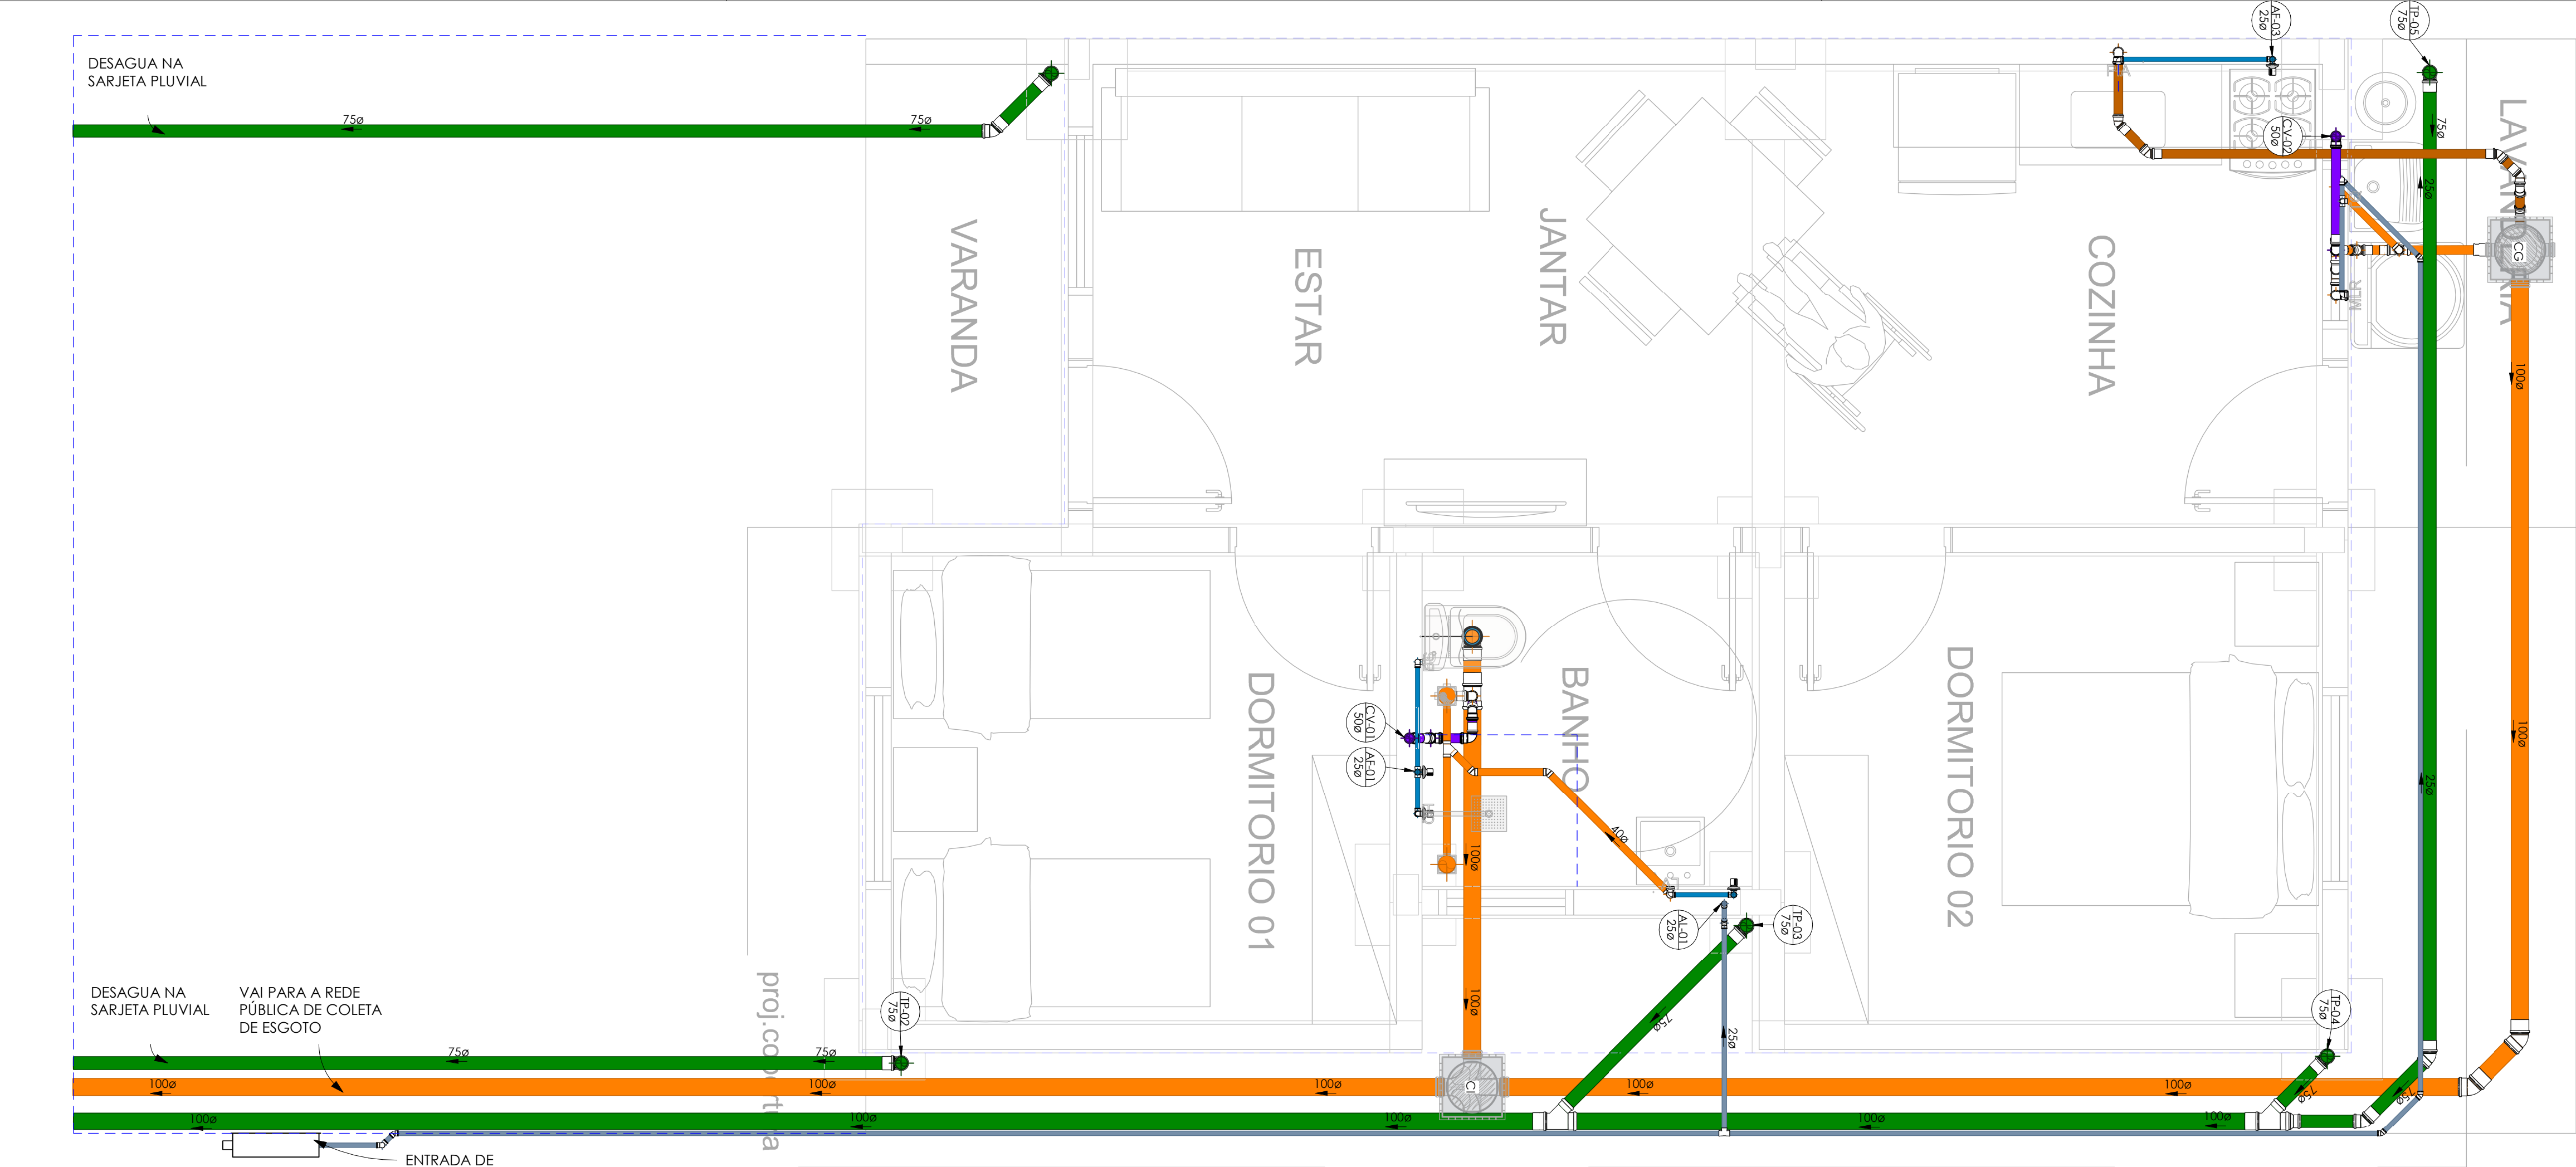 DESAGUA NA
SARJETA PLUVIAL
75ø
75ø
AF-03
25ø
TP-05
75ø
CV-02
50ø
75ø
25ø
LAVANDERIA
CG
MLR
VARANDA
ESTAR
JANTAR
COZINHA
100ø
100ø
25ø
BANHO
DORMITORIO 01
DORMITORIO 02
CV-01
50ø
AF-01
25ø
40ø
100ø
100ø
AL-01
25ø
TP-03
75ø
75ø
25ø
TP-02
75ø
TP-04
75ø
75ø
75ø
DESAGUA NA
SARJETA PLUVIAL
VAI PARA A REDE
PÚBLICA DE COLETA
DE ESGOTO
75ø
75ø
100ø
100ø
100ø
100ø
100ø
CI
100ø
100ø
100ø
100ø
100ø
ENTRADA DE